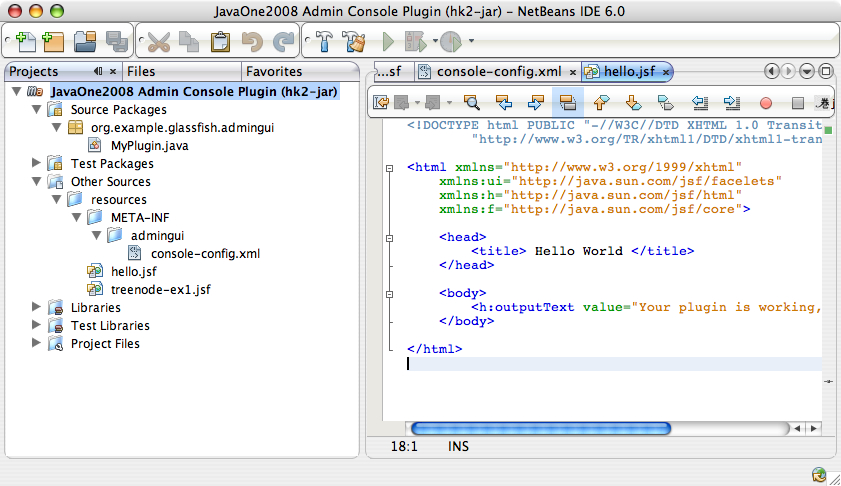 JavaOne2008 Admin Console Plugin (hk2-jar) – NetBeans IDE 6.0
Projects
Files
Favorites
JavaOne2008 Admin Console Plugin (hk2-jar)
Source Packages
org.example.glassfish.admingui
MyPlugin.java
Test Packages
Other Sources
resources
META-INF
admingui
console-config.xml
hello.jsf
treenode-ex1.jsf
Libraries
Test Libraries
Project Files
...sf
console-config.xml
hello.jsf
<!DOCTYPE html PUBLIC "-//W3C//DTD XHTML 1.0 Transit
"http://www.w3.org/TR/xhtml1/DTD/xhtml1-tran
<html xmlns="http://www.w3.org/1999/xhtml"
xmlns:ui="http://java.sun.com/jsf/facelets"
xmlns:h="http://java.sun.com/jsf/html"
xmlns:f="http://java.sun.com/jsf/core">
<head>
<title> Hello World </title>
</head>
<body>
<h:outputText value="Your plugin is working,
</body>
</html>
18:1 INS